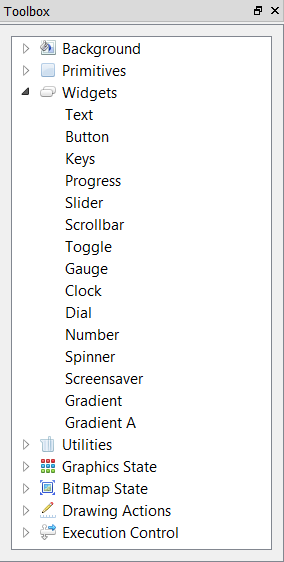 Toolbox
Background
Primitives
Widgets
Text
Button
Keys
Progress
Slider
Scrollbar
Toggle
Gauge
Clock
Dial
Number
Spinner
Screensaver
Gradient
Gradient A
Utilities
Graphics State
Bitmap State
Drawing Actions
Execution Control